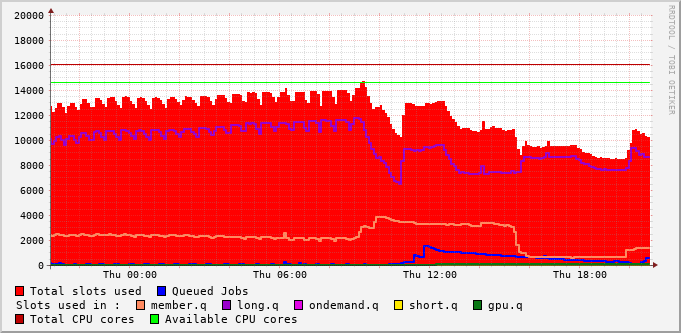 RRDTOOL / TOBI OETIKER
20000
18000
16000
14000
12000
10000
8000
6000
4000
2000
0
Thu 00:00 Thu 06:00 Thu 12:00 Thu 18:00
Total slots used Queued Jobs
Slots used in : member.q long.q ondemand.q short.q gpu.q
Total CPU cores Available CPU cores